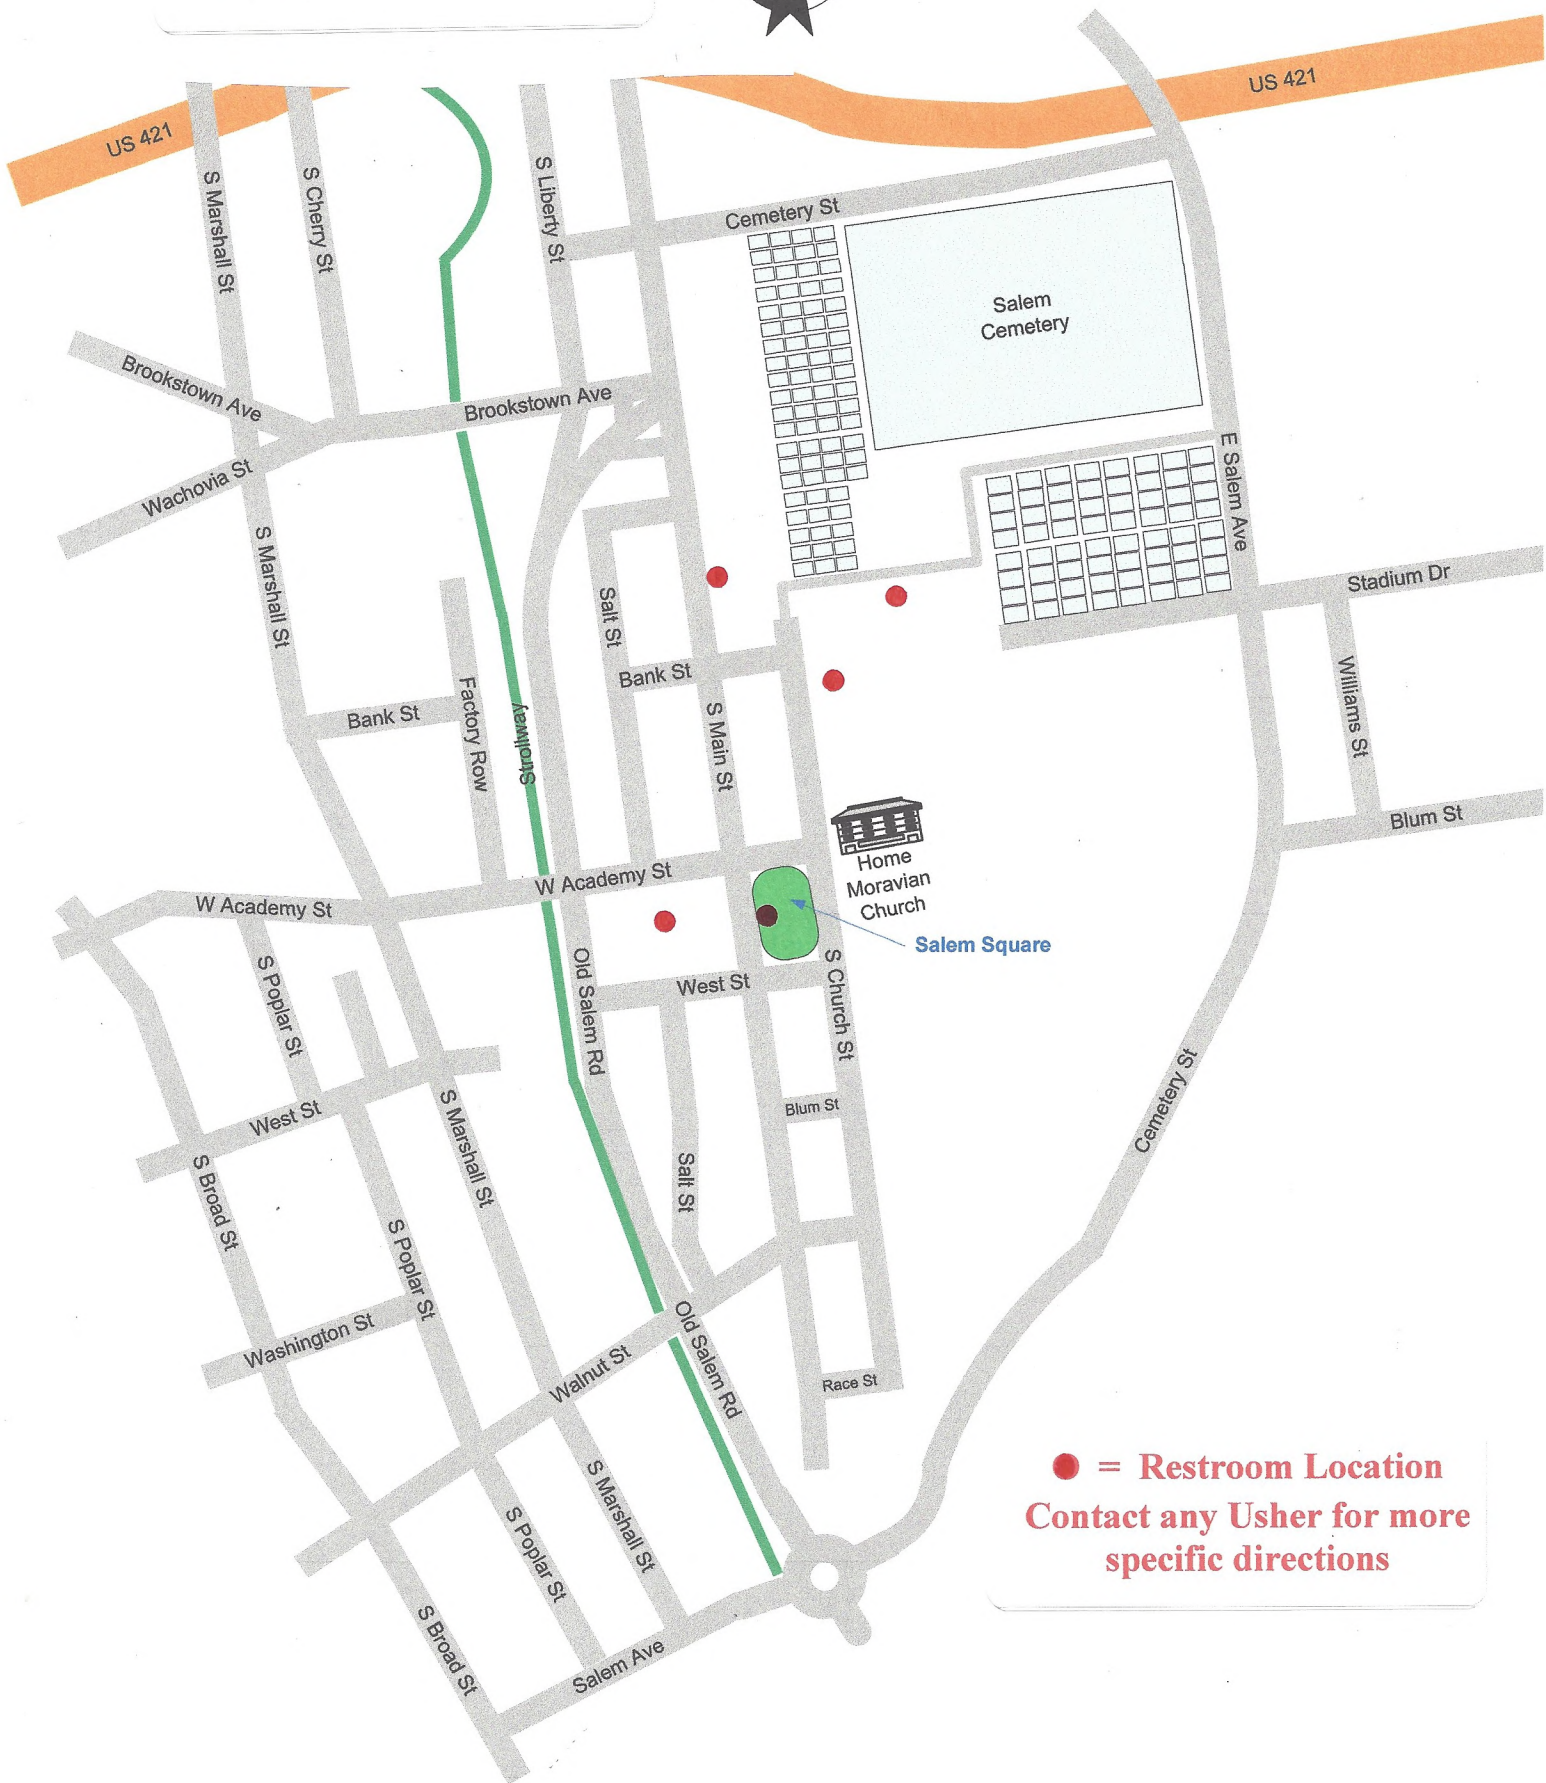 US 421
US 421
S Marshall St
S Cherry St
S Liberty St
Cemetery St
Salem
Cemetery
Brookstown Ave
Brookstown Ave
Wachovia St
E Salem Ave
S Marshall St
Stadium Dr
Salt St
Bank St
Williams St
Factory Row
Strollway
S Main St
Bank St
Blum St
Home
Moravian
Church
W Academy St
W Academy St
Salem Square
S Poplar St
Old Salem Rd
West St
S Church St
Cemetery St
Blum St
West St
S Marshall St
Salt St
S Broad St
S Poplar St
Washington St
Old Salem Rd
Walnut St
Race St
S Marshall St
S Poplar St
S Broad St
Salem Ave
= Restroom Location
Contact any Usher for more
specific directions